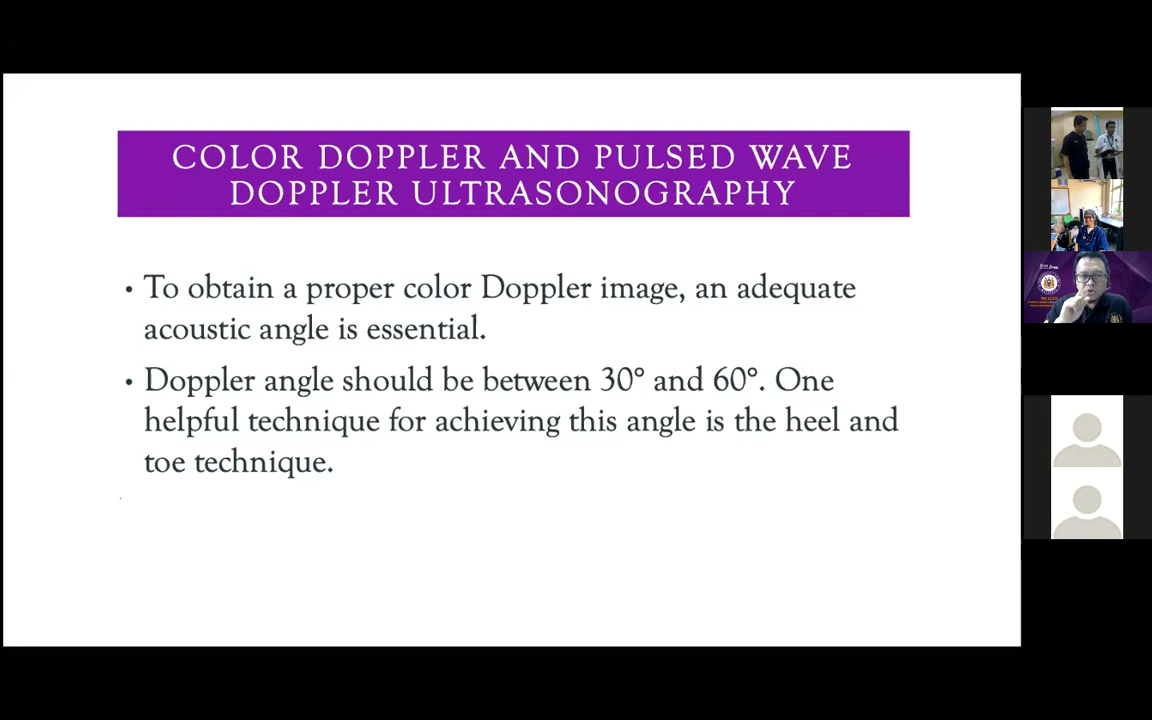 COLOR DOPPLER AND PULSED WAVE
DOPPLER ULTRASONOGRAPHY
• To obtain a proper color Doppler image, an adequate
acoustic angle is essential.
• Doppler angle should be between 30° and 60°. One
helpful technique for achieving this angle is the heel and
toe technique.